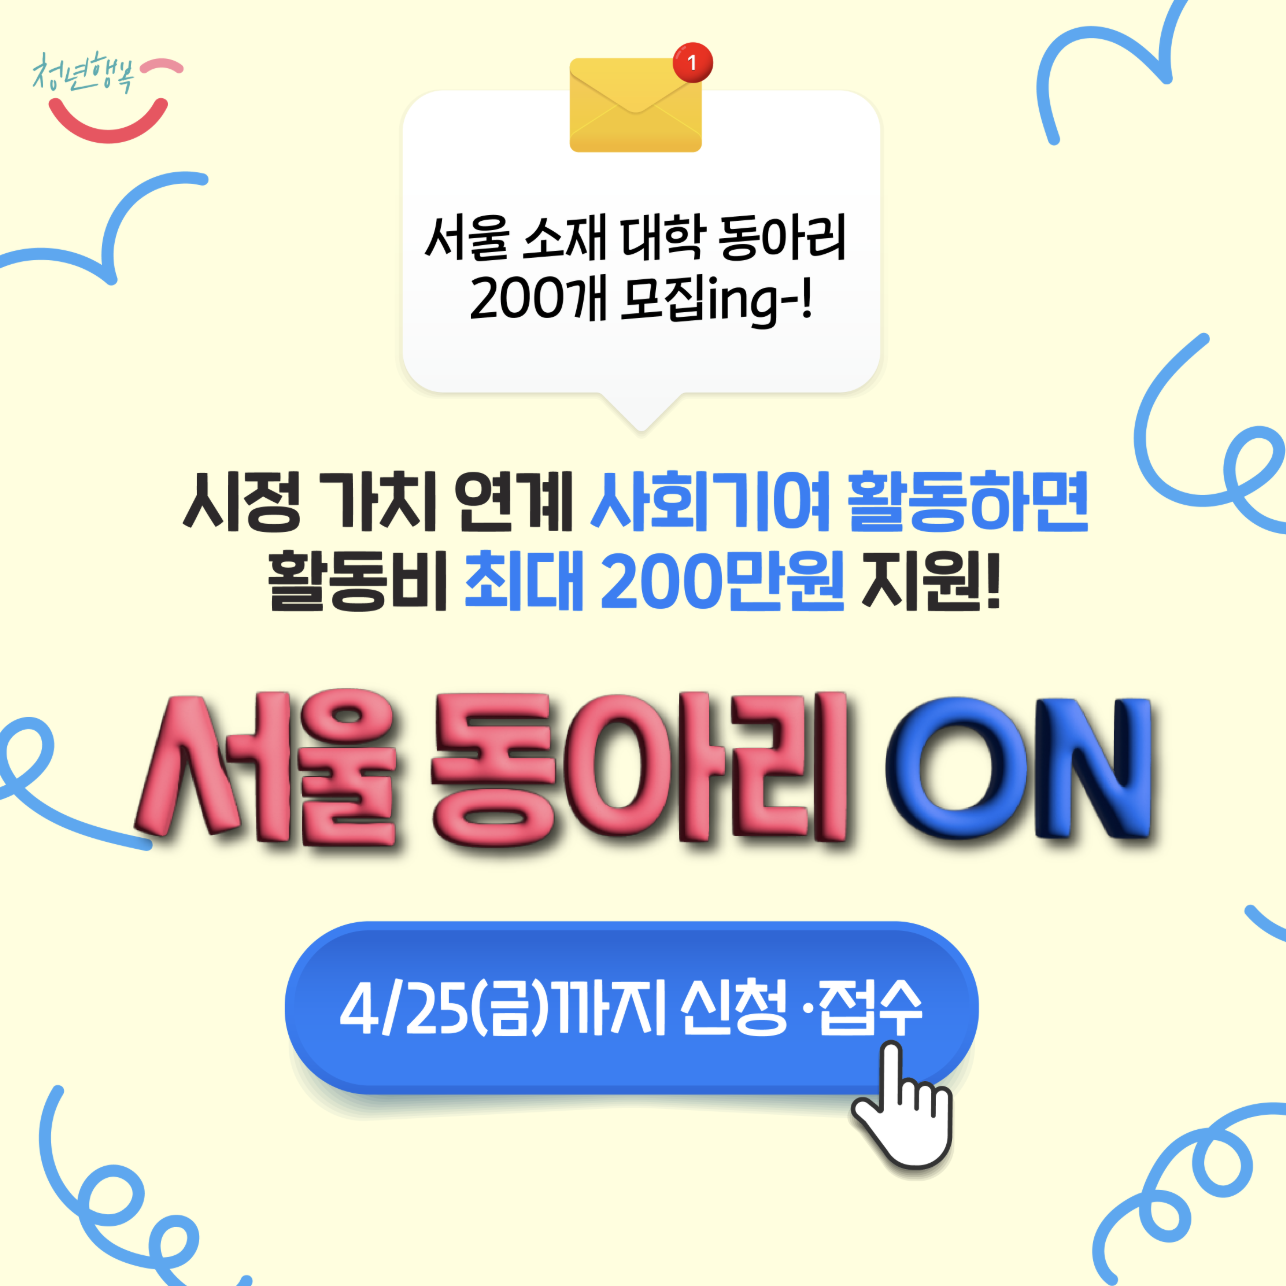 청년행복
1
서울 소재 대학 동아리
200개 모집ing-!
시정 가치 연계 사회기여 활동하면
활동비 최대 200만원 지원!
서울 동아리 ON
4/25(금)까지 신청·접수